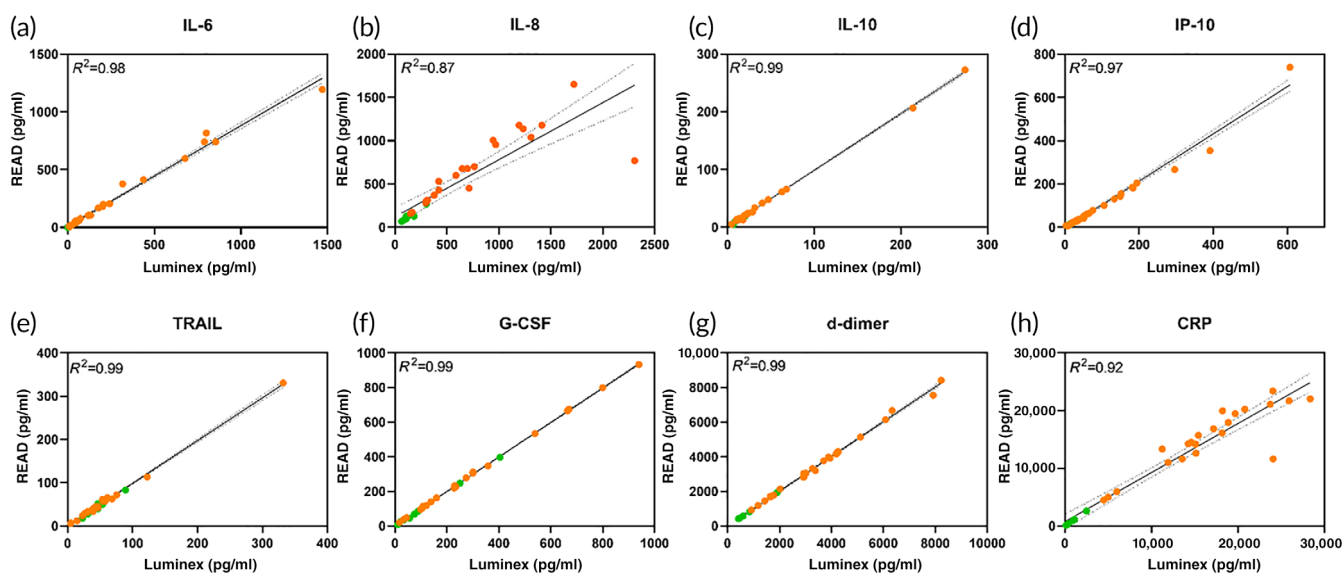 (a) IL-6
1500
1000
500
0
R²=0.98
READ (pg/ml)
0 500 1000 1500
Luminex (pg/ml)
(b) IL-8
2000
1500
1000
500
0
R²=0.87
READ (pg/ml)
0 500 1000 1500 2000 2500
Luminex (pg/ml)
(c) IL-10
300
200
100
0
R²=0.99
READ (pg/ml)
0 100 200 300
Luminex (pg/ml)
(d) IP-10
800
600
400
200
0
R²=0.97
READ (pg/ml)
0 200 400 600
Luminex (pg/ml)
(e) TRAIL
400
300
200
100
0
R²=0.99
READ (pg/ml)
0 100 200 300 400
Luminex (pg/ml)
(f) G-CSF
1000
800
600
400
200
0
R²=0.99
READ (pg/ml)
0 200 400 600 800 1000
Luminex (pg/ml)
(g) d-dimer
10,000
8000
6000
4000
2000
0
R²=0.99
READ (pg/ml)
0 2000 4000 6000 8000 10000
Luminex (pg/ml)
(h) CRP
30,000
20,000
10,000
0
R²=0.92
READ (pg/ml)
0 10,000 20,000 30,000
Luminex (pg/ml)